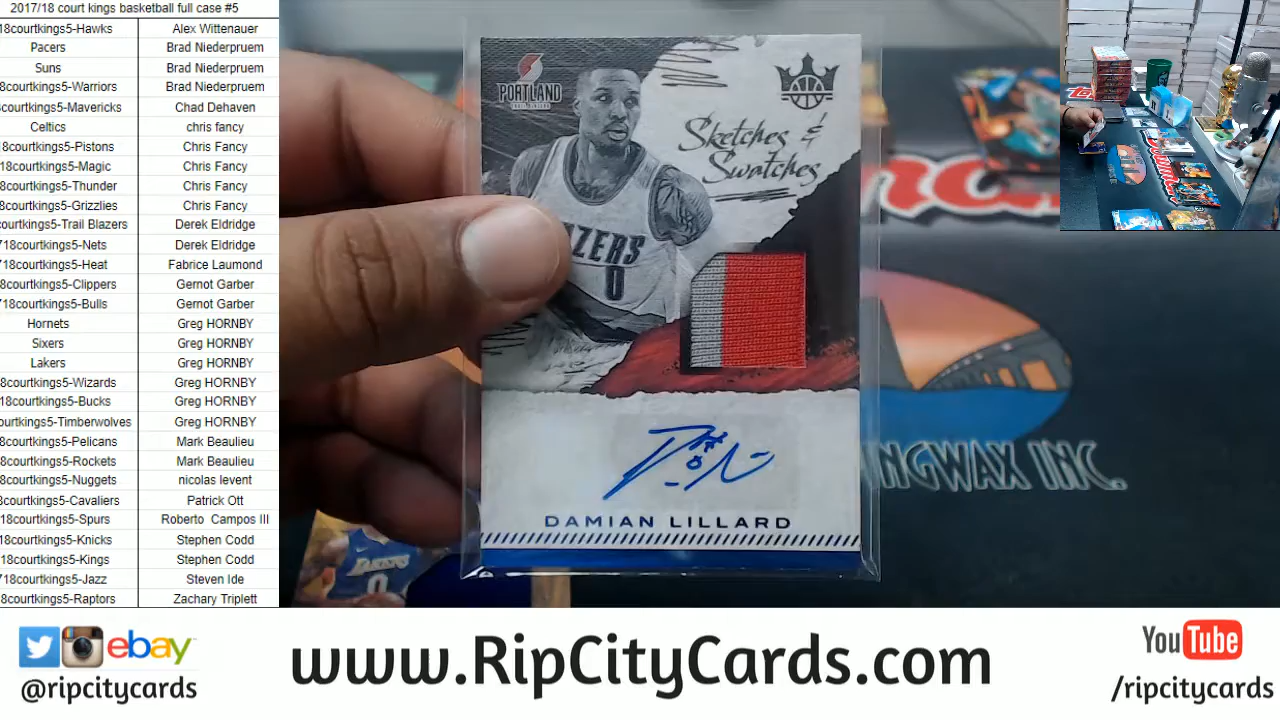 2017/18 court kings basketball full case #5
18courtkings5-Hawks Alex Wittenauer
Pacers Brad Niederpruem
Suns Brad Niederpruem
18courtkings5-Warriors Brad Niederpruem
courtkings5-Mavericks Chad Dehaven
Celtics chris fancy
18courtkings5-Pistons Chris Fancy
18courtkings5-Magic Chris Fancy
8courtkings5-Thunder Chris Fancy
8courtkings5-Grizzlies Chris Fancy
courtkings5-Trail Blazers Derek Eldridge
18courtkings5-Nets Derek Eldridge
718courtkings5-Heat Fabrice Laumond
8courtkings5-Clippers Gernot Garber
718courtkings5-Bulls Gernot Garber
Hornets Greg HORNBY
Sixers Greg HORNBY
Lakers Greg HORNBY
8courtkings5-Wizards Greg HORNBY
18courtkings5-Bucks Greg HORNBY
ourtkings5-Timberwolves Greg HORNBY
8courtkings5-Pelicans Mark Beaulieu
8courtkings5-Rockets Mark Beaulieu
8courtkings5-Nuggets nicolas levent
8courtkings5-Cavaliers Patrick Ott
18courtkings5-Spurs Roberto Campos III
18courtkings5-Knicks Stephen Codd
18courtkings5-Kings Stephen Codd
718courtkings5-Jazz Steven Ide
8courtkings5-Raptors Zachary Triplett
PORTLAND
Sketches &
Swatches
ZERS
0
DAMIAN LILLARD
NGWAX INC.
LAKERS
0
ebay
@ripcitycards
www.RipCityCards.com
YouTube
/ripcitycards